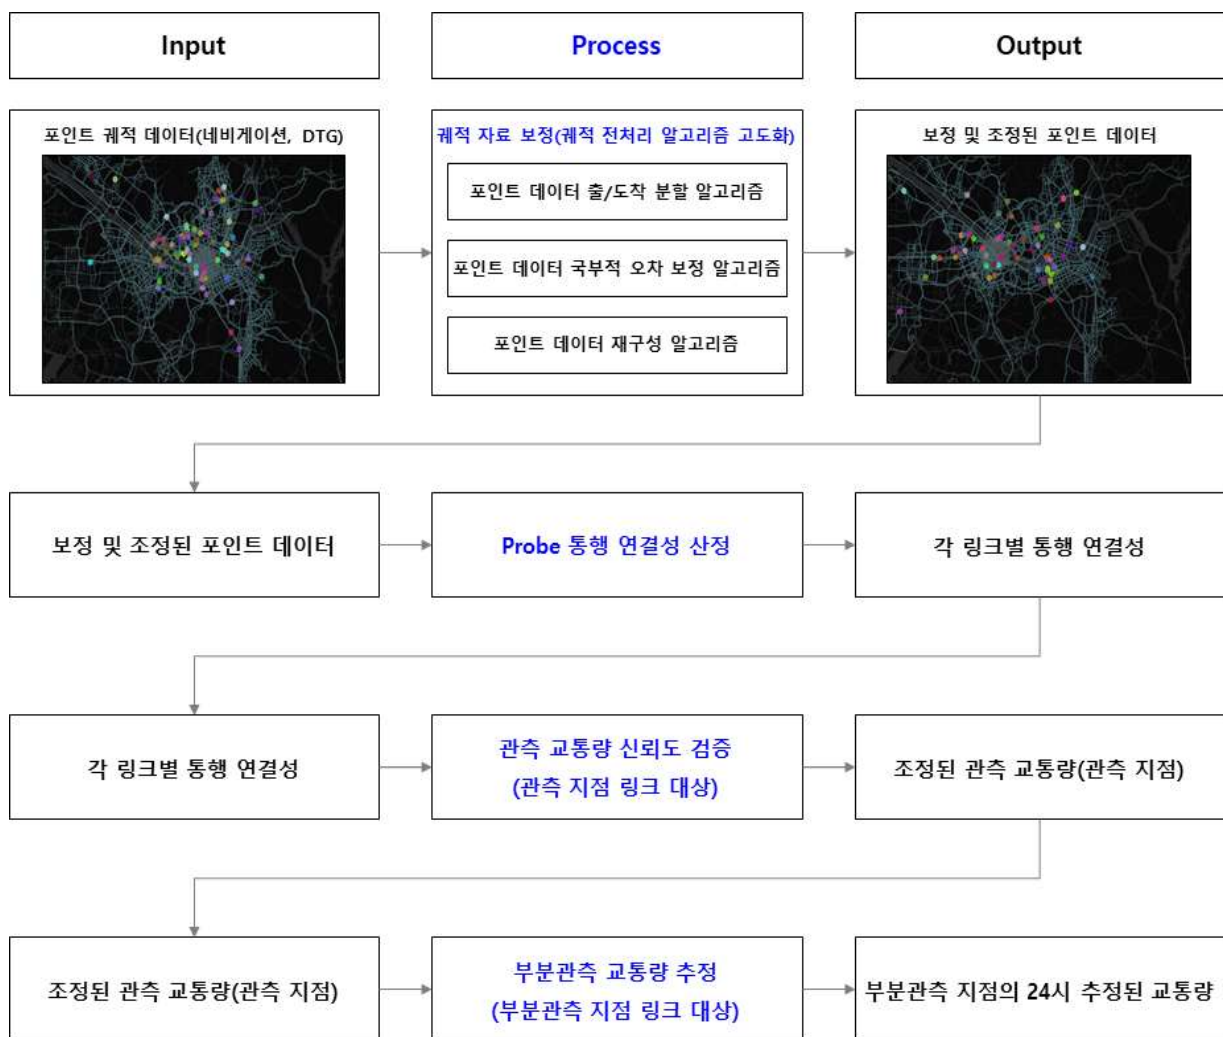 Input
Process
Output
포인트 궤적 데이터(네비게이션, DTG)
궤적 자료 보정(궤적 전처리 알고리즘 고도화)
포인트 데이터 출/도착 분할 알고리즘
포인트 데이터 국부적 오차 보정 알고리즘
포인트 데이터 재구성 알고리즘
보정 및 조정된 포인트 데이터
보정 및 조정된 포인트 데이터
Probe 통행 연결성 산정
각 링크별 통행 연결성
각 링크별 통행 연결성
관측 교통량 신뢰도 검증
(관측 지점 링크 대상)
조정된 관측 교통량(관측 지점)
조정된 관측 교통량(관측 지점)
부분관측 교통량 추정
(부분관측 지점 링크 대상)
부분관측 지점의 24시 추정된 교통량